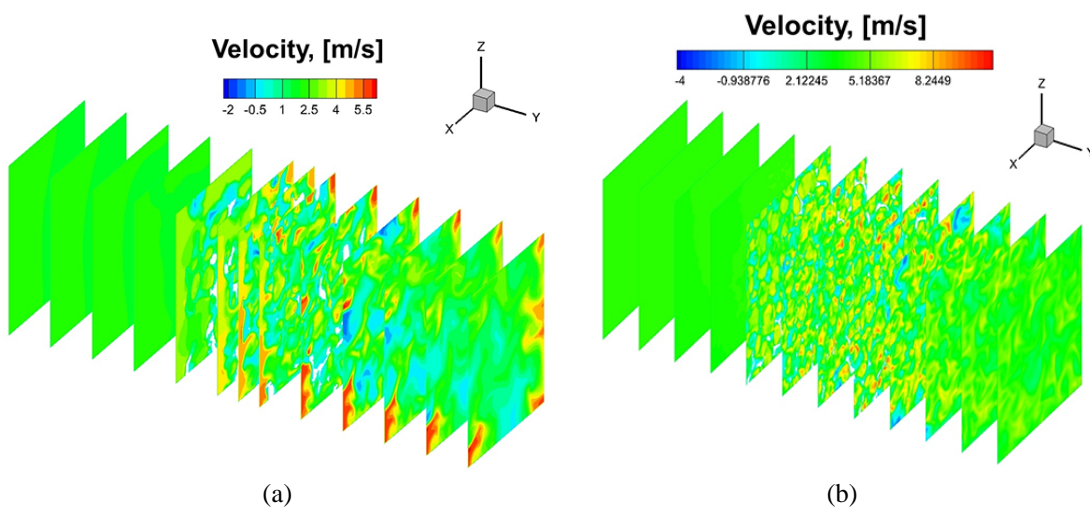 Velocity, [m/s]
-2 -0.5 1 2.5 4 5.5
Z
X
Y
(a)
Velocity, [m/s]
-4 -0.938776 2.12245 5.18367 8.2449
Z
X
Y
(b)